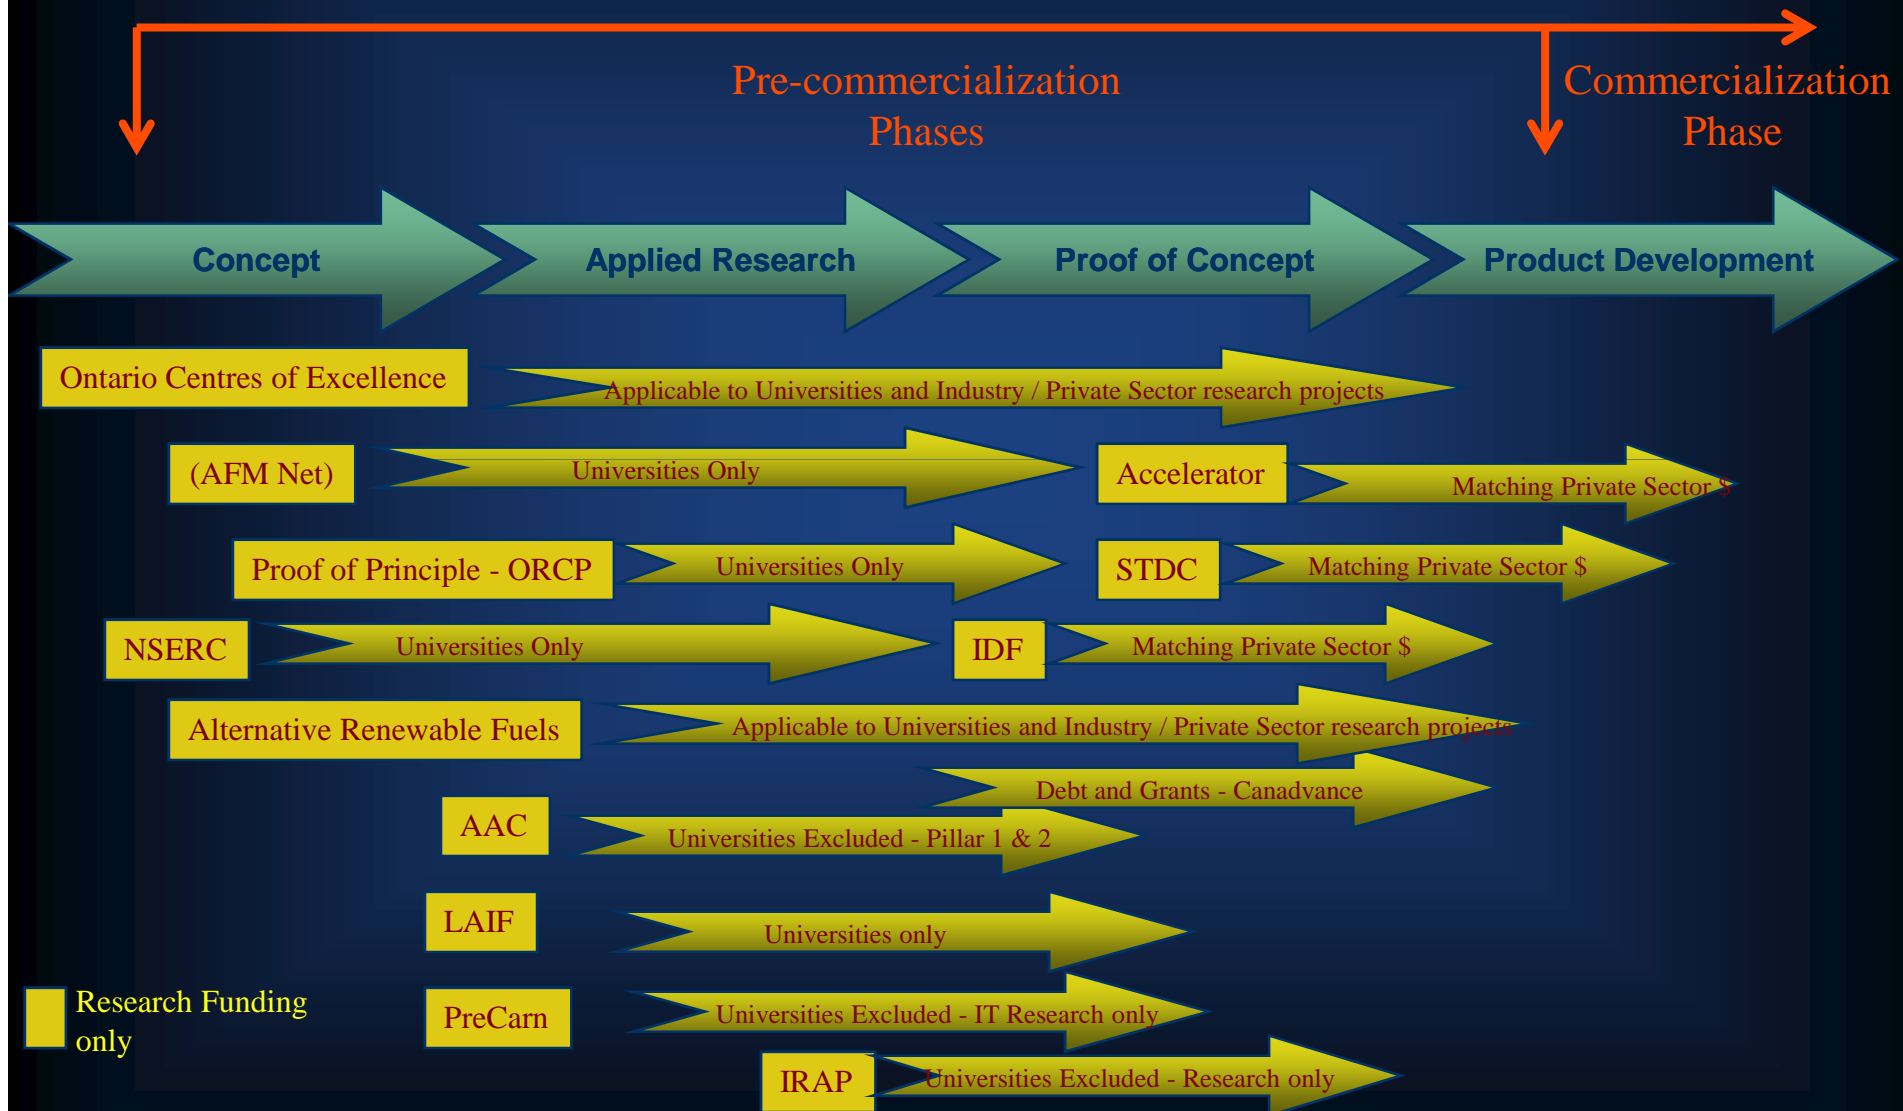 Pre-commercialization
Phases
Commercialization
Phase
Concept
Applied Research
Proof of Concept
Product Development
Ontario Centres of Excellence
Applicable to Universities and Industry / Private Sector research projects
(AFM Net)
Universities Only
Accelerator
Matching Private Sector $
Proof of Principle - ORCP
Universities Only
STDC
Matching Private Sector $
NSERC
Universities Only
IDF
Matching Private Sector $
Alternative Renewable Fuels
Applicable to Universities and Industry / Private Sector research projects
Debt and Grants - Canadvance
AAC
Universities Excluded - Pillar 1 & 2
LAIF
Universities only
Research Funding
only
PreCarn
Universities Excluded - IT Research only
IRAP
Universities Excluded - Research only